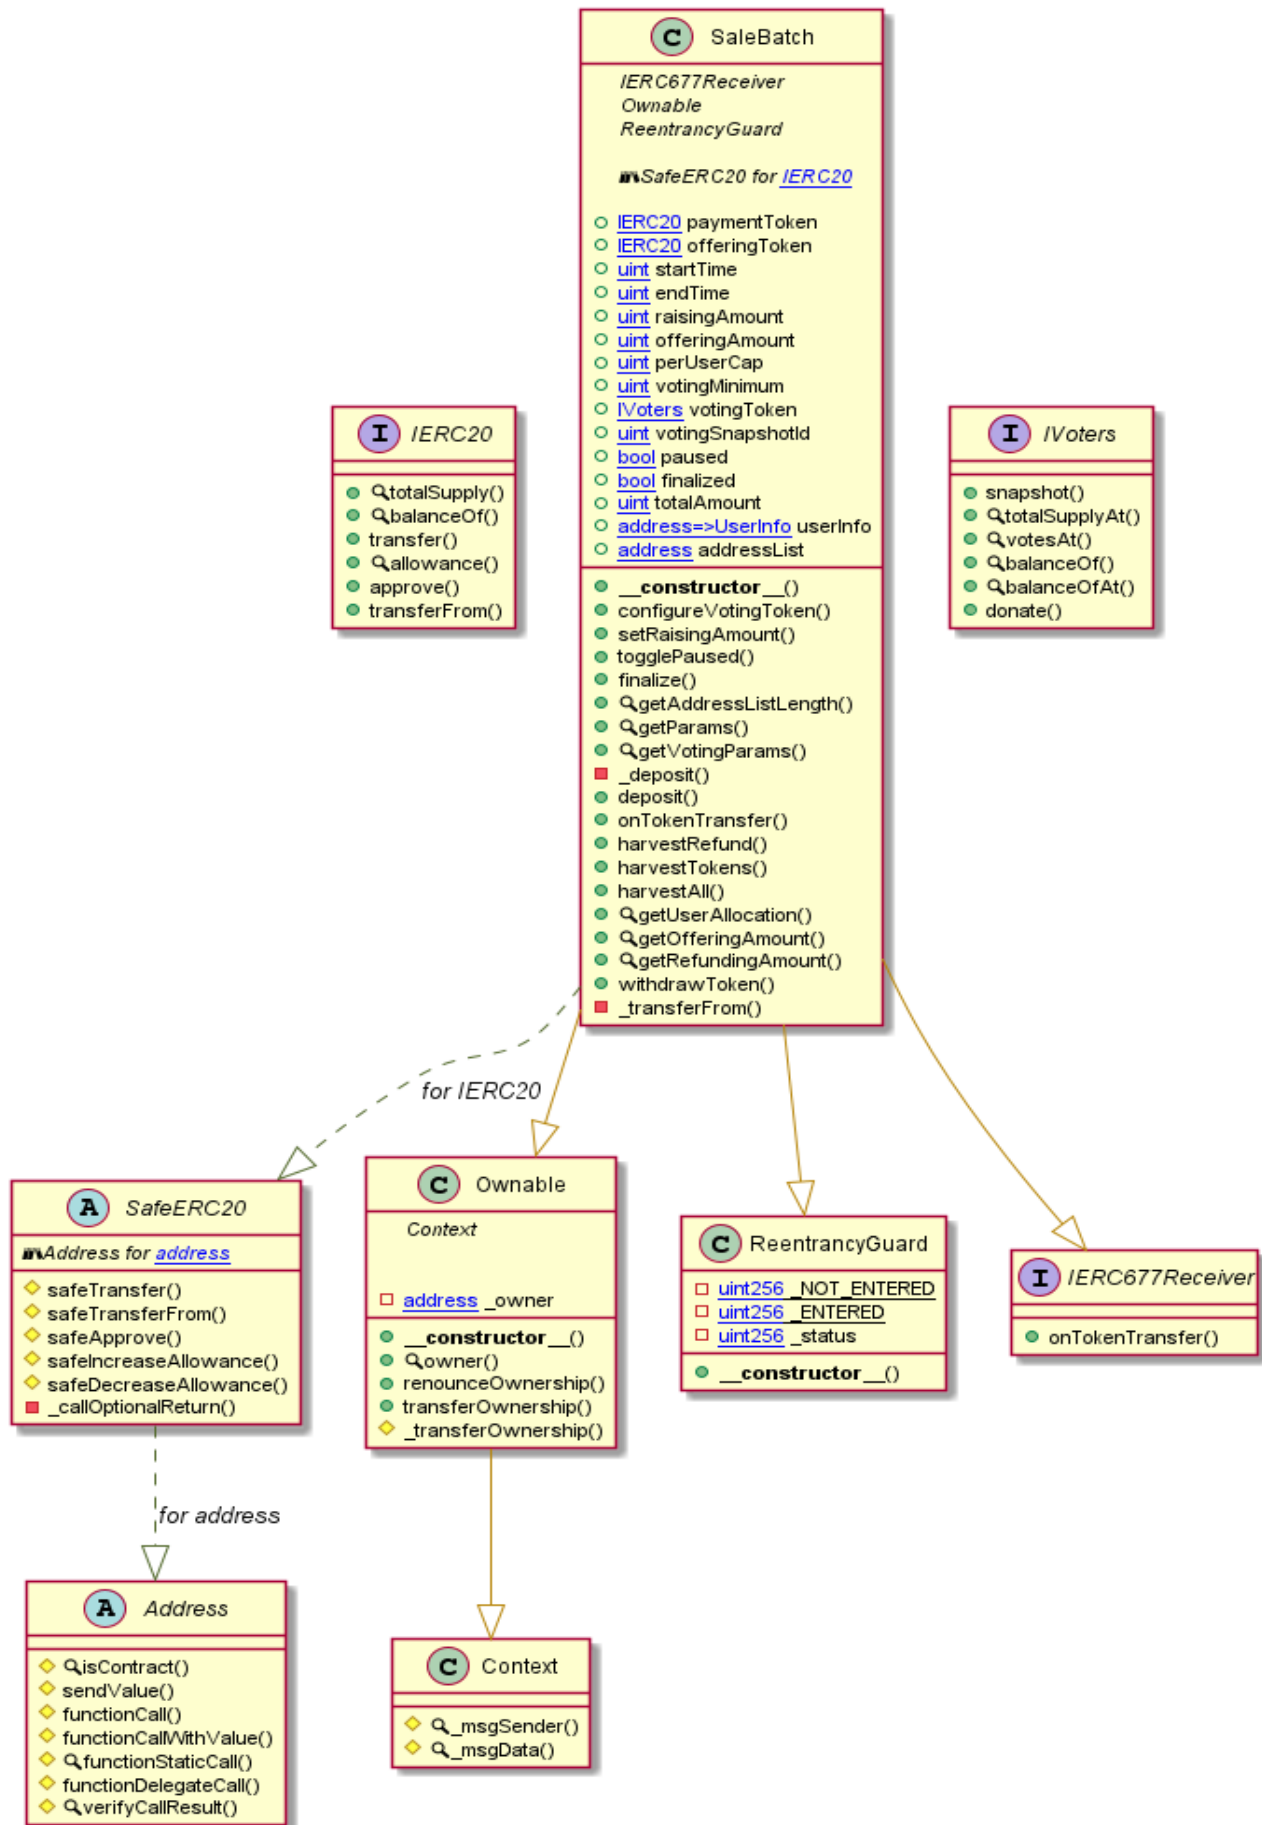 C SaleBatch
IERC677Receiver
Ownable
ReentrancyGuard
SafeERC20 for IERC20
IERC20 paymentToken
IERC20 offeringToken
uint startTime
uint endTime
uint raisingAmount
uint offeringAmount
uint perUserCap
uint votingMinimum
IVoters votingToken
uint votingSnapshotId
bool paused
bool finalized
uint totalAmount
address=>UserInfo userInfo
address addressList
__constructor__()
configureVotingToken()
setRaisingAmount()
togglePaused()
finalize()
getAddressListLength()
getParams()
getVotingParams()
_deposit()
deposit()
onTokenTransfer()
harvestRefund()
harvestTokens()
harvestAll()
getUserAllocation()
getOfferingAmount()
getRefundingAmount()
withdrawToken()
_transferFrom()
I IERC20
totalSupply()
balanceOf()
transfer()
allowance()
approve()
transferFrom()
I IVoters
snapshot()
totalSupplyAt()
votesAt()
balanceOf()
balanceOfAt()
donate()
for IERC20
A SafeERC20
Address for address
safeTransfer()
safeTransferFrom()
safeApprove()
safeIncreaseAllowance()
safeDecreaseAllowance()
_callOptionalReturn()
C Ownable
Context
address _owner
__constructor__()
owner()
renounceOwnership()
transferOwnership()
_transferOwnership()
C ReentrancyGuard
uint256 _NOT_ENTERED
uint256 _ENTERED
uint256 _status
__constructor__()
I IERC677Receiver
onTokenTransfer()
for address
A Address
isContract()
sendValue()
functionCall()
functionCallWithValue()
functionStaticCall()
functionDelegateCall()
verifyCallResult()
C Context
_msgSender()
_msgData()